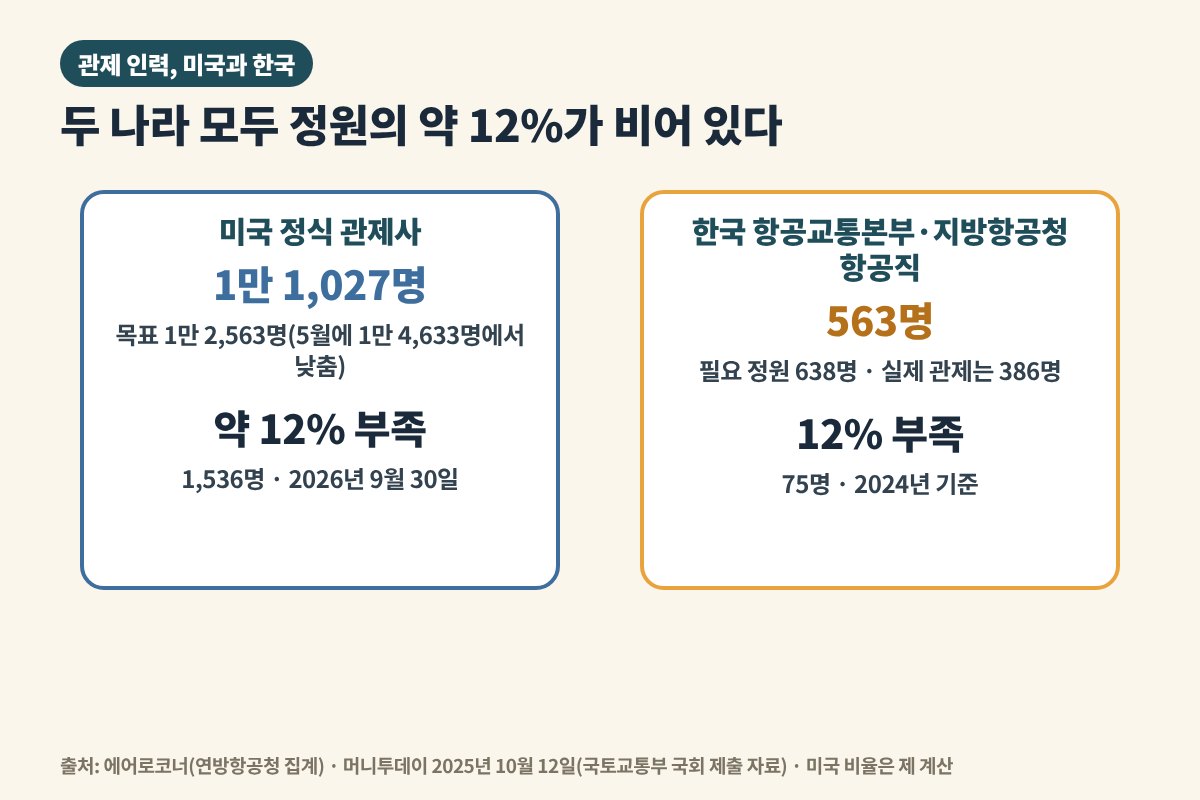 관제 인력, 미국과 한국
두 나라 모두 정원의 약 12%가 비어 있다
미국 정식 관제사
1만 1,027명
목표 1만 2,563명(5월에 1만 4,633명에서
낮춤)
약 12% 부족
1,536명 · 2026년 9월 30일
한국 항공교통본부·지방항공청
항공직
563명
필요 정원 638명 · 실제 관제는 386명
12% 부족
75명 · 2024년 기준
출처: 에어로코너(연방항공청 집계) · 머니투데이 2025년 10월 12일(국토교통부 국회 제출 자료) · 미국 비율은 제 계산